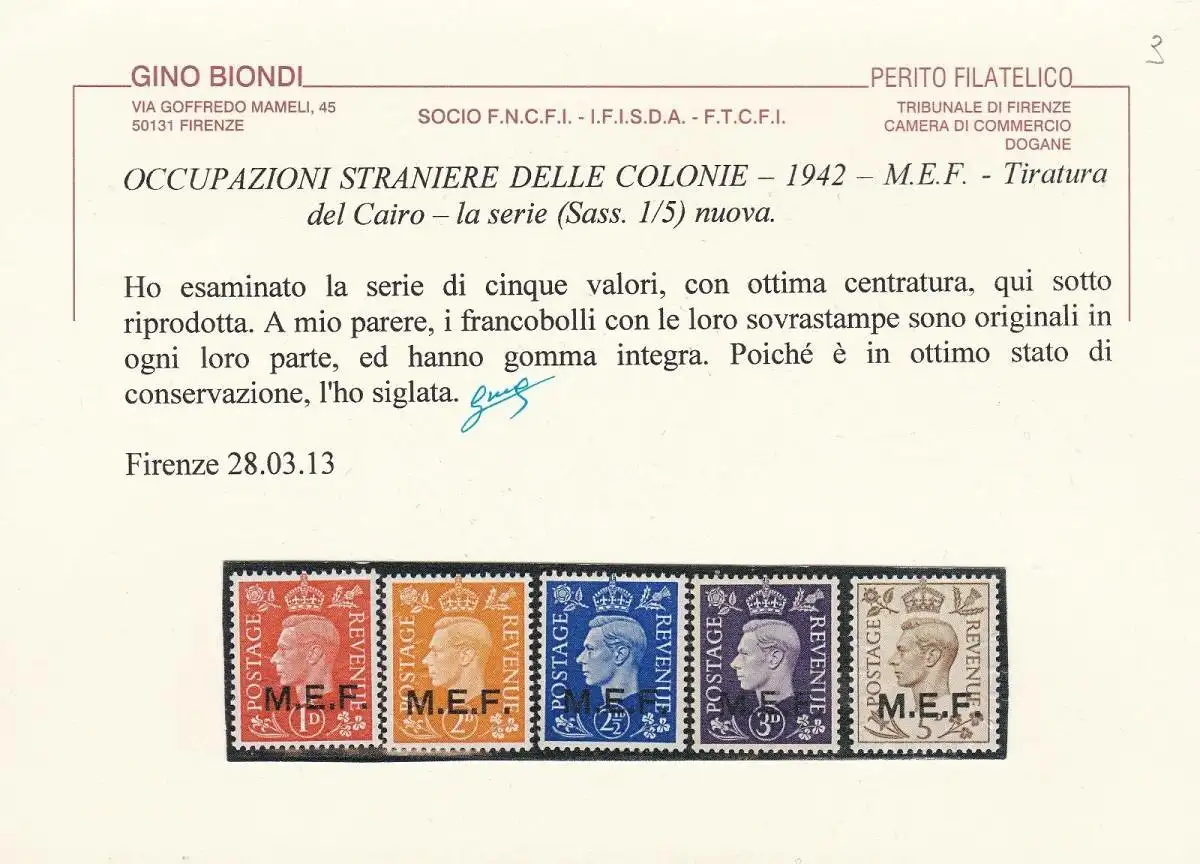 3
GINO BIONDI
PERITO FILATELICO
VIA GOFFREDO MAMELI, 45
50131 FIRENZE
SOCIO F.N.C.F.I. - I.F.I.S.D.A. - F.T.C.F.I.
TRIBUNALE DI FIRENZE
CAMERA DI COMMERCIO
DOGANE
OCCUPAZIONI STRANIERE DELLE COLONIE – 1942 – M.E.F. - Tiratura
del Cairo – la serie (Sass. 1/5) nuova.
Ho esaminato la serie di cinque valori, con ottima centratura, qui sotto
riprodotta. A mio parere, i francobolli con le loro sovrastampe sono originali in
ogni loro parte, ed hanno gomma integra. Poiché è in ottimo stato di
conservazione, l'ho siglata.
Firenze 28.03.13
POSTAGE REVENUE
M.E.F.
1D
POSTAGE REVENUE
M.E.F.
2D
POSTAGE REVENUE
M.E.F.
2½D
POSTAGE REVENUE
M.E.F.
3D
POSTAGE REVENUE
M.E.F.
5